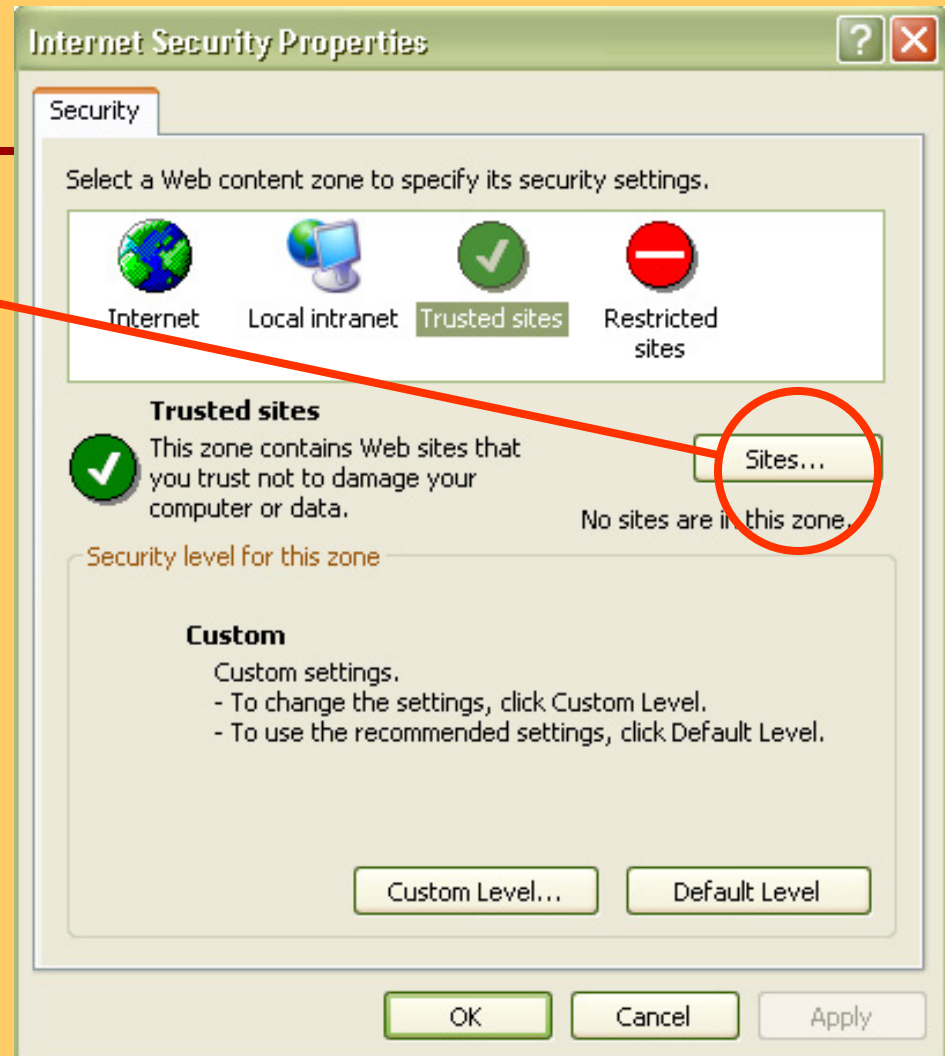 Internet Security Properties
Security
Select a Web content zone to specify its security settings.
Internet
Local intranet
Trusted sites
Restricted
sites
Trusted sites
This zone contains Web sites that
you trust not to damage your
computer or data.
Sites...
No sites are in this zone.
Security level for this zone
Custom
Custom settings.
- To change the settings, click Custom Level.
- To use the recommended settings, click Default Level.
Custom Level...
Default Level
OK
Cancel
Apply